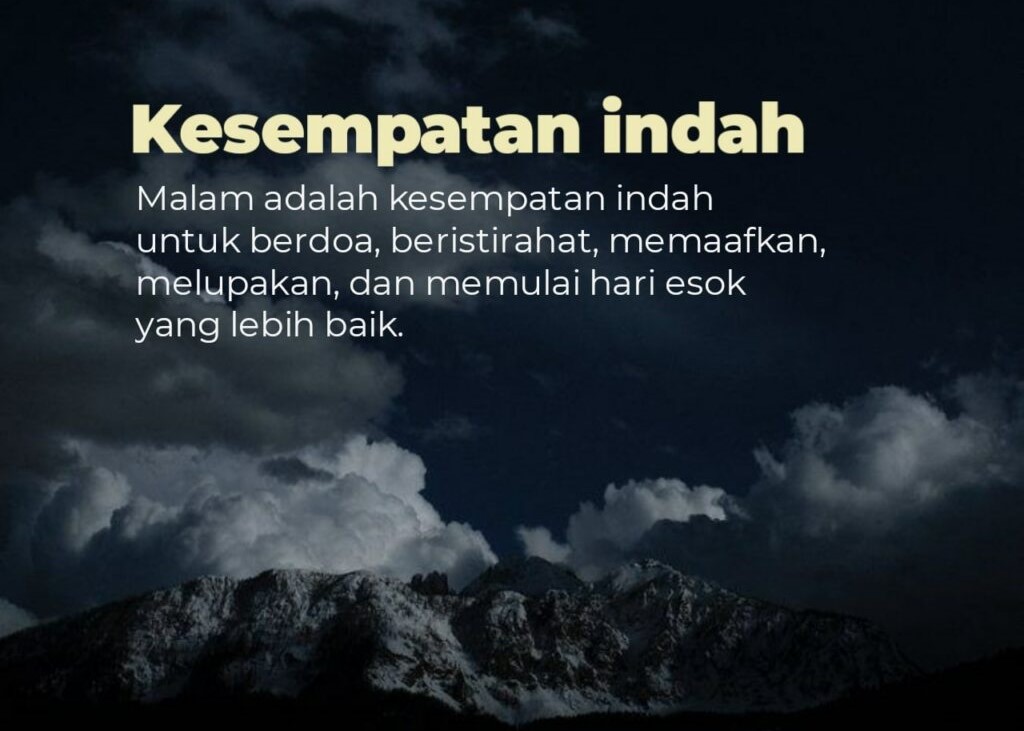 Kesempatan indah
Malam adalah kesempatan indah
untuk berdoa, beristirahat, memaafkan,
melupakan, dan memulai hari esok
yang lebih baik.